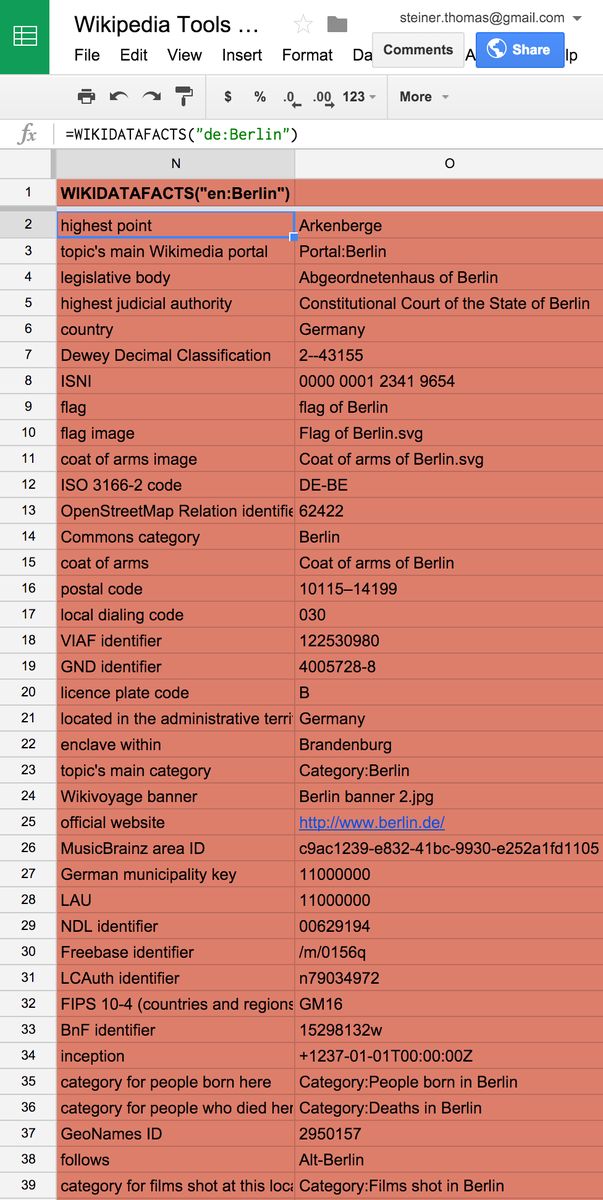 Wikipedia Tools ...
steiner.thomas@gmail.com
File Edit View Insert Format Da Comments A Share lp
$ % .0 .00 123 More
fx =WIKIDATAFACTS("de:Berlin")
N O
1 WIKIDATAFACTS("en:Berlin")
2 highest point Arkenberge
3 topic's main Wikimedia portal Portal:Berlin
4 legislative body Abgeordnetenhaus of Berlin
5 highest judicial authority Constitutional Court of the State of Berlin
6 country Germany
7 Dewey Decimal Classification 2--43155
8 ISNI 0000 0001 2341 9654
9 flag flag of Berlin
10 flag image Flag of Berlin.svg
11 coat of arms image Coat of arms of Berlin.svg
12 ISO 3166-2 code DE-BE
13 OpenStreetMap Relation identifie 62422
14 Commons category Berlin
15 coat of arms Coat of arms of Berlin
16 postal code 10115–14199
17 local dialing code 030
18 VIAF identifier 122530980
19 GND identifier 4005728-8
20 licence plate code B
21 located in the administrative terri Germany
22 enclave within Brandenburg
23 topic's main category Category:Berlin
24 Wikivoyage banner Berlin banner 2.jpg
25 official website http://www.berlin.de/
26 MusicBrainz area ID c9ac1239-e832-41bc-9930-e252a1fd1105
27 German municipality key 11000000
28 LAU 11000000
29 NDL identifier 00629194
30 Freebase identifier /m/0156q
31 LCAuth identifier n79034972
32 FIPS 10-4 (countries and regions GM16
33 BnF identifier 15298132w
34 inception +1237-01-01T00:00:00Z
35 category for people born here Category:People born in Berlin
36 category for people who died her Category:Deaths in Berlin
37 GeoNames ID 2950157
38 follows Alt-Berlin
39 category for films shot at this loca Category:Films shot in Berlin